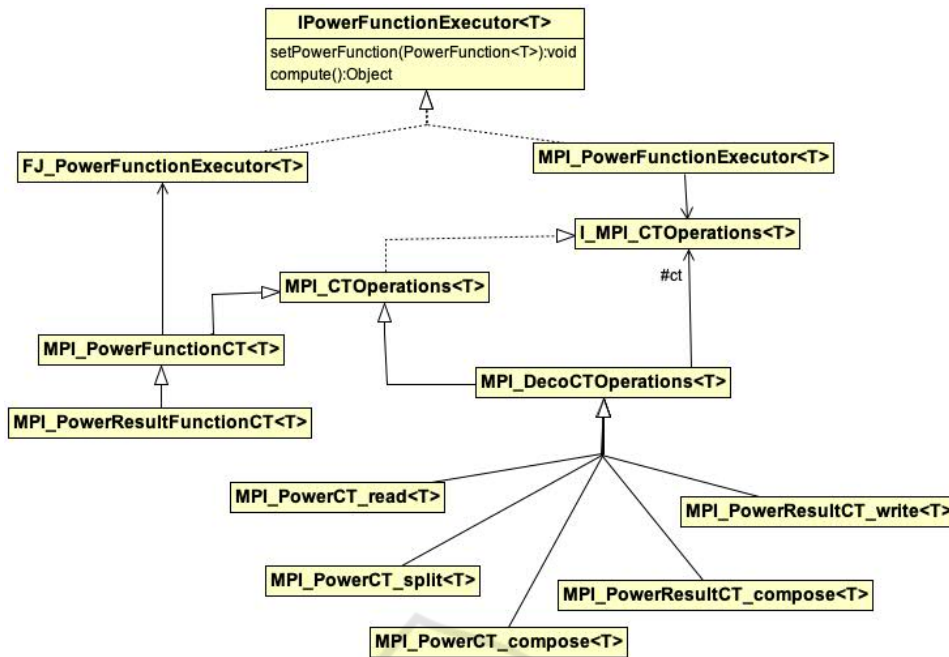 IPowerFunctionExecutor<T>
setPowerFunction(PowerFunction<T>):void
compute():Object
FJ_PowerFunctionExecutor<T>
MPI_PowerFunctionExecutor<T>
I_MPI_CTOperations<T>
#ct
MPI_CTOperations<T>
MPI_PowerFunctionCT<T>
MPI_DecoCTOperations<T>
MPI_PowerResultFunctionCT<T>
MPI_PowerCT_read<T>
MPI_PowerResultCT_write<T>
MPI_PowerCT_split<T>
MPI_PowerResultCT_compose<T>
MPI_PowerCT_compose<T>